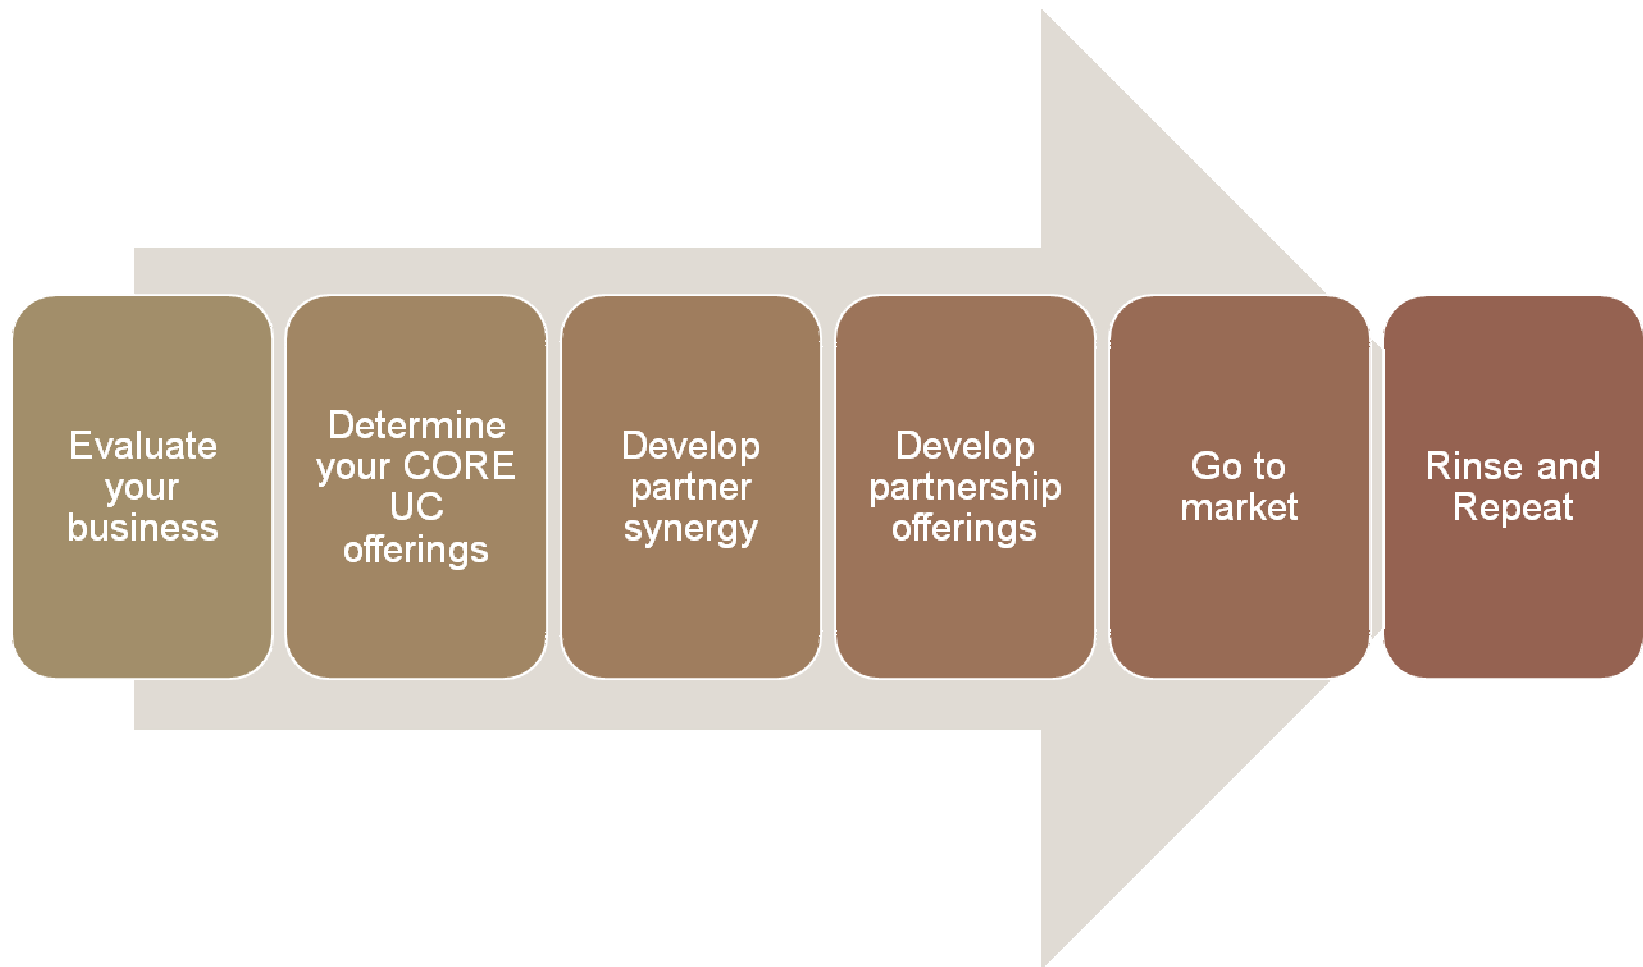 Evaluate
your
business
Determine
your CORE
UC
offerings
Develop
partner
synergy
Develop
partnership
offerings
Go to
market
Rinse and
Repeat